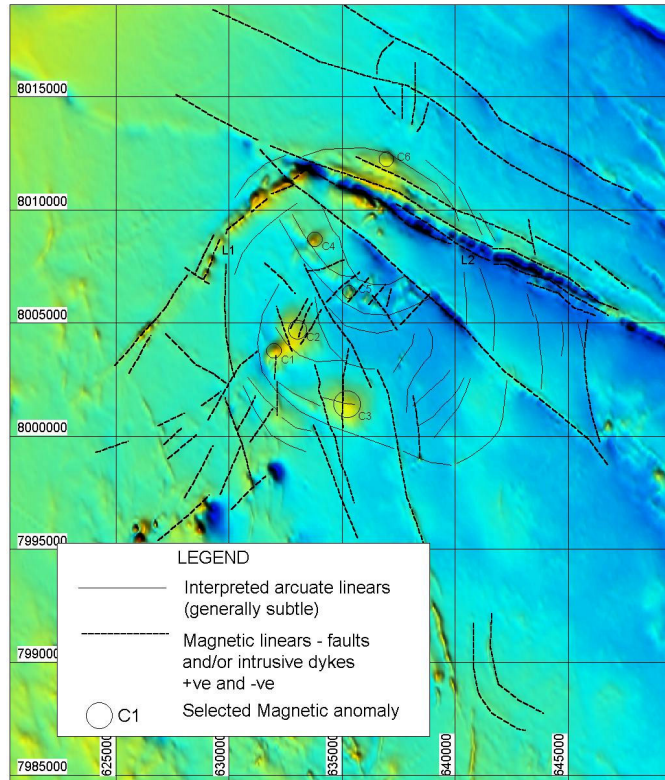 8015000
C6
8010000
L1
C4
L2
C5
8005000
C2
C1
C3
8000000
7995000
LEGEND
Interpreted arcuate linears
(generally subtle)
Magnetic linears - faults
and/or intrusive dykes
+ve and -ve
C1 Selected Magnetic anomaly
7990000
7985000
625000
630000
635000
640000
645000